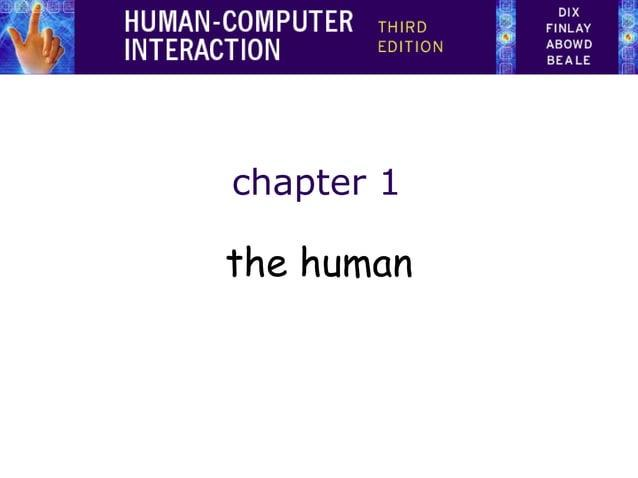 HUMAN-COMPUTER
INTERACTION
THIRD
EDITION
DIX
FINLAY
ABOWD
BEALE
chapter 1
the human